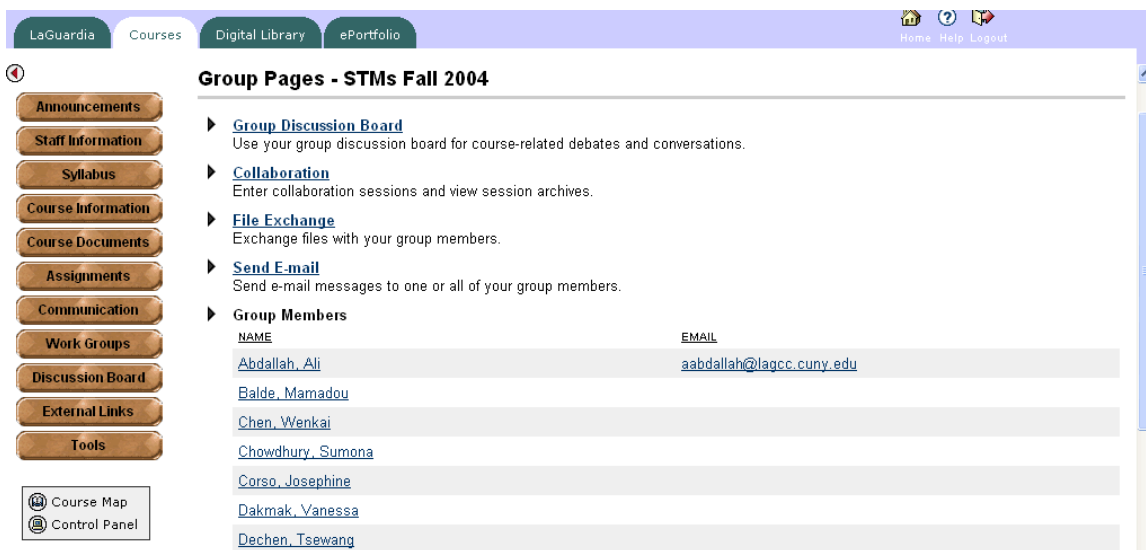 LaGuardia Courses Digital Library ePortfolio
Home Help Logout
Group Pages - STMs Fall 2004
Announcements
Staff Information
Syllabus
Course Information
Course Documents
Assignments
Communication
Work Groups
Discussion Board
External Links
Tools
Course Map
Control Panel
Group Discussion Board
Use your group discussion board for course-related debates and conversations.
Collaboration
Enter collaboration sessions and view session archives.
File Exchange
Exchange files with your group members.
Send E-mail
Send e-mail messages to one or all of your group members.
Group Members
NAME EMAIL
Abdallah, Ali aabdallah@lagcc.cuny.edu
Balde, Mamadou
Chen, Wenkai
Chowdhury, Sumona
Corso, Josephine
Dakmak, Vanessa
Dechen, Tsewang